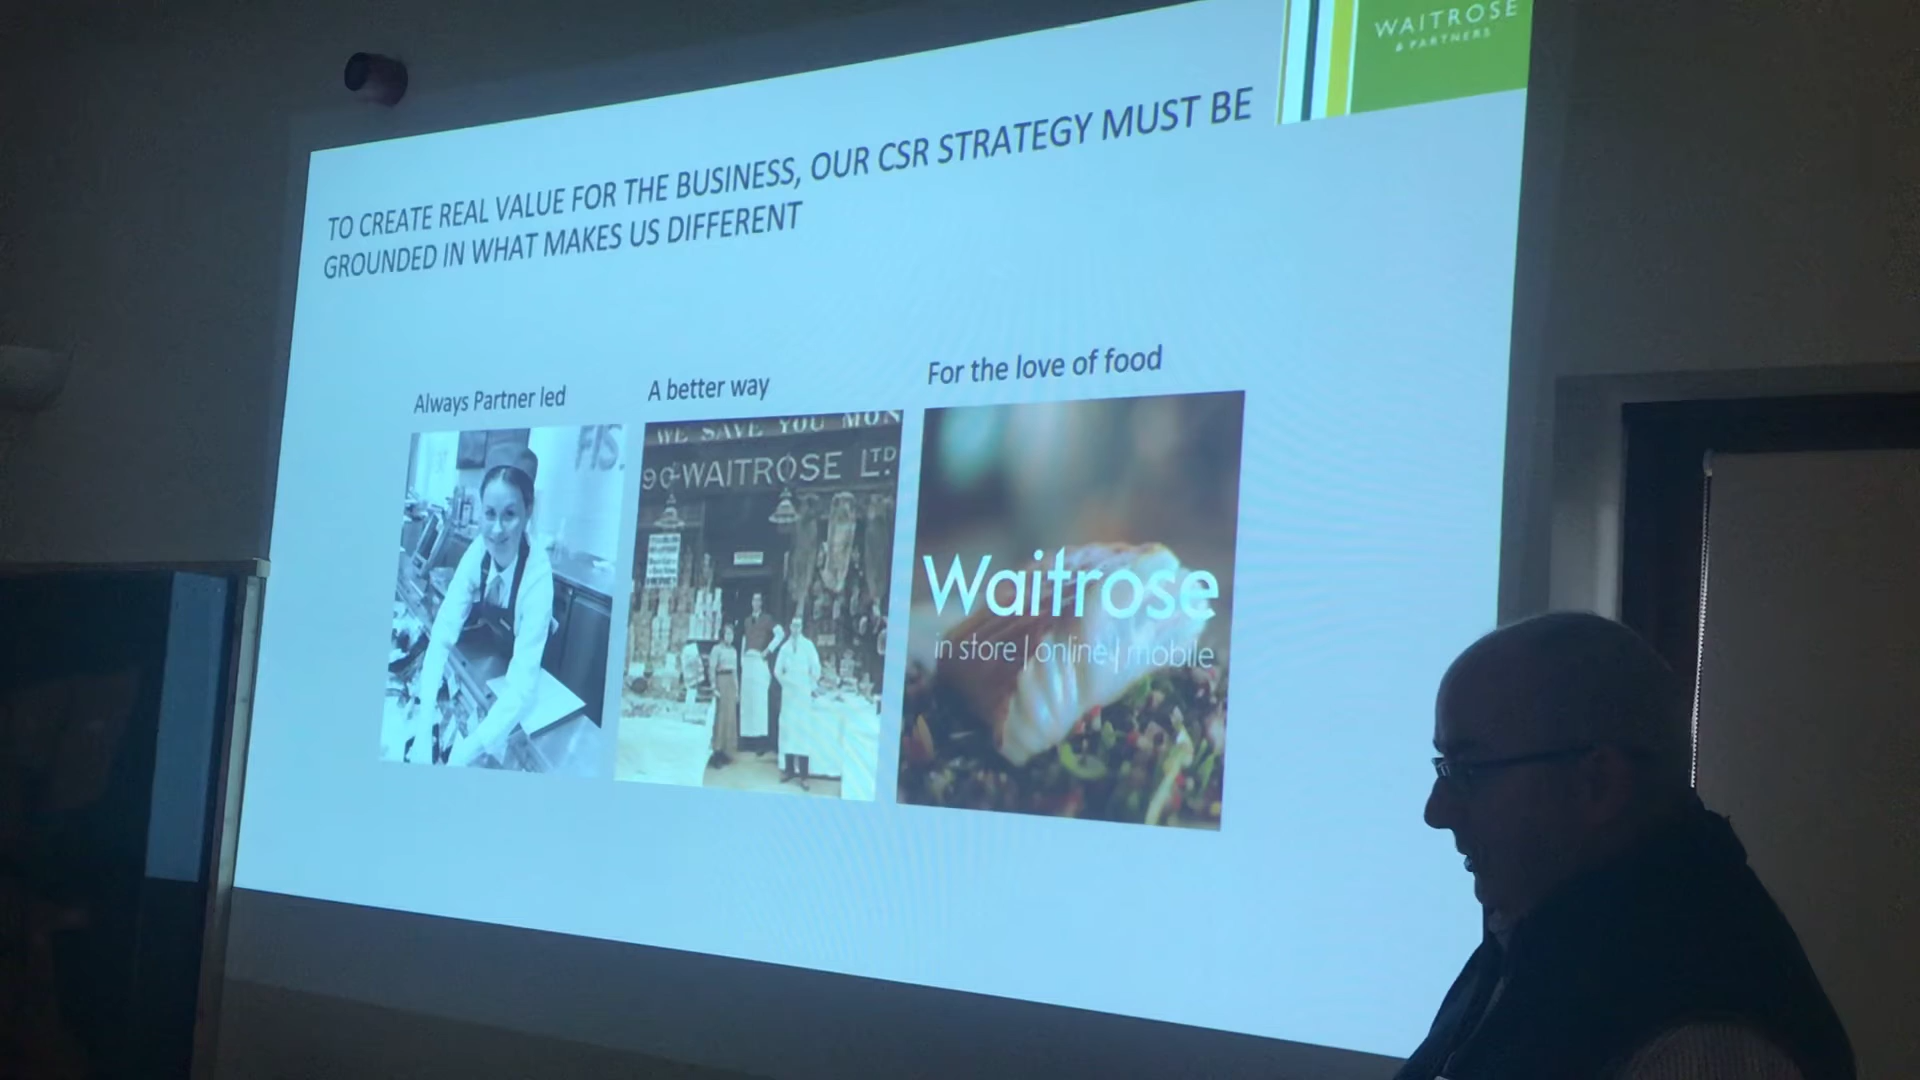 WAITROSE
& PARTNERS
TO CREATE REAL VALUE FOR THE BUSINESS, OUR CSR STRATEGY MUST BE
GROUNDED IN WHAT MAKES US DIFFERENT
Always Partner led
A better way
For the love of food
FIS
WE SAVE YOU MON
90-WAITROSE LTD.
Waitrose
in store | online | mobile